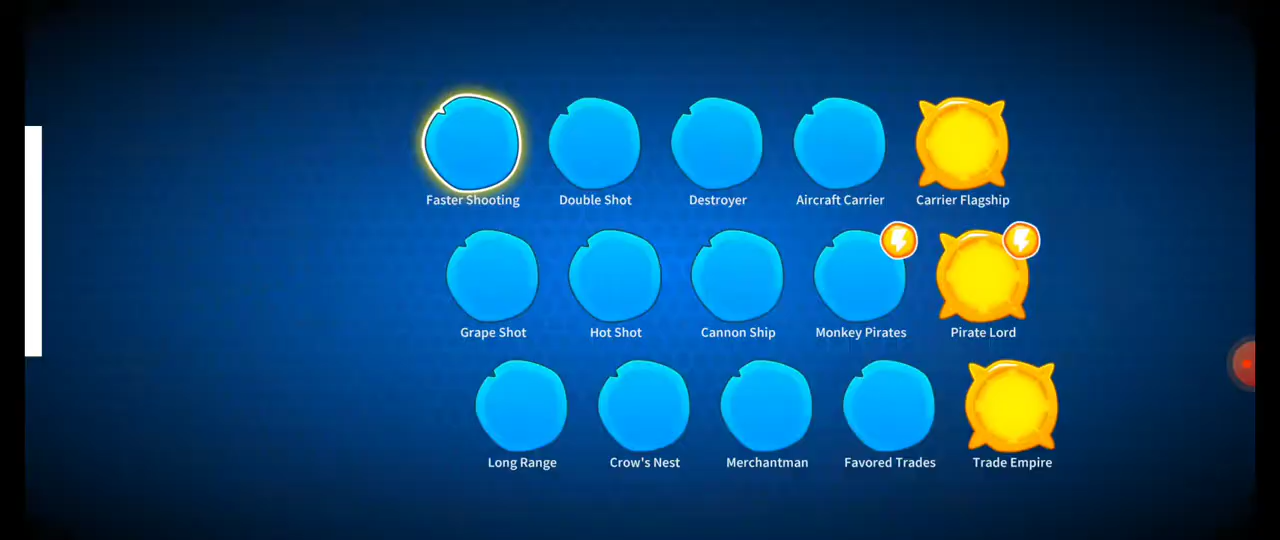 Faster Shooting Double Shot Destroyer Aircraft Carrier Carrier Flagship
Grape Shot Hot Shot Cannon Ship Monkey Pirates Pirate Lord
Long Range Crow's Nest Merchantman Favored Trades Trade Empire